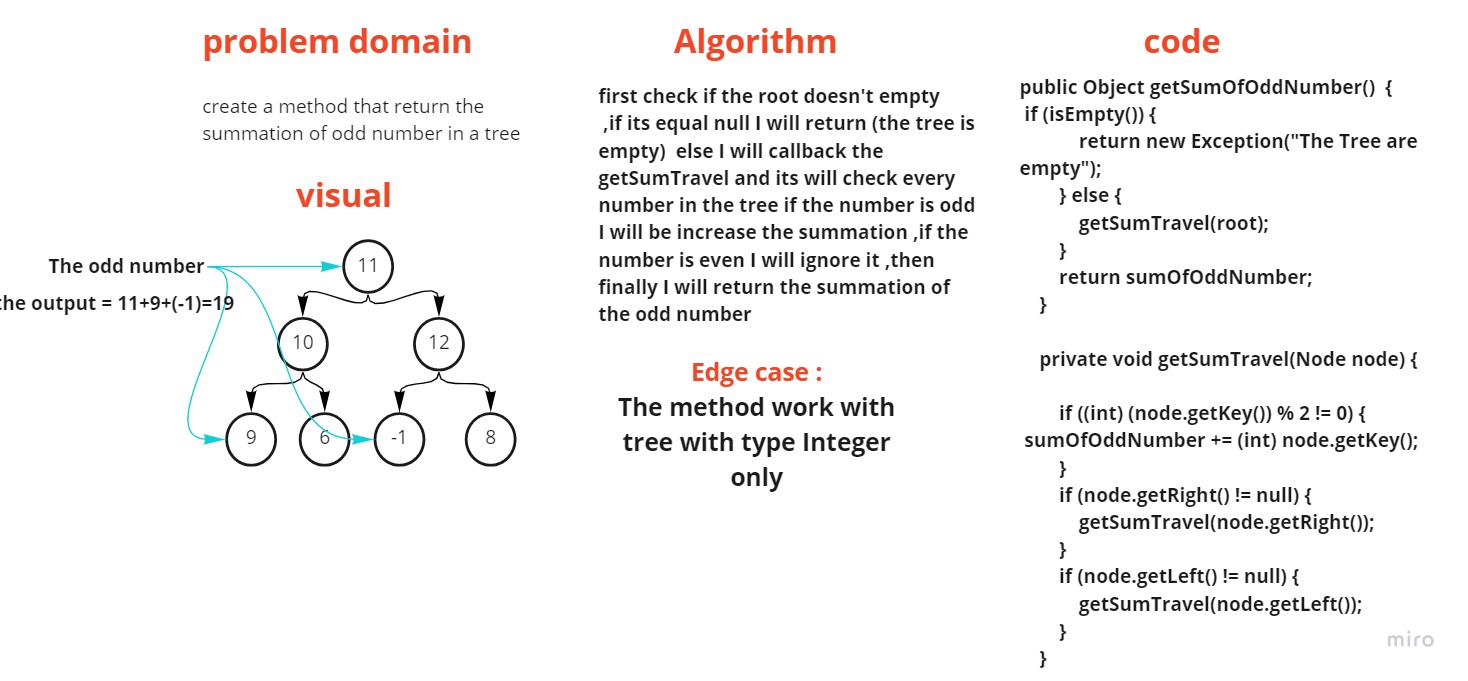 problem domain
create a method that return the
summation of odd number in a tree
visual
The odd number
the output = 11+9+(-1)=19
11
10
12
9
6
-1
8
Algorithm
first check if the root doesn't empty
,if its equal null I will return (the tree is
empty)  else I will callback the
getSumTravel and its will check every
number in the tree if the number is odd
I will be increase the summation ,if the
number is even I will ignore it ,then
finally I will return the summation of
the odd number
Edge case :
The method work with
tree with type Integer
only
code
public Object getSumOfOddNumber()  {
if (isEmpty()) {
return new Exception("The Tree are
empty");
} else {
getSumTravel(root);
}
return sumOfOddNumber;
}
private void getSumTravel(Node node) {
if ((int) (node.getKey()) % 2 != 0) {
sumOfOddNumber += (int) node.getKey();
}
if (node.getRight() != null) {
getSumTravel(node.getRight());
}
if (node.getLeft() != null) {
getSumTravel(node.getLeft());
}
}
miro